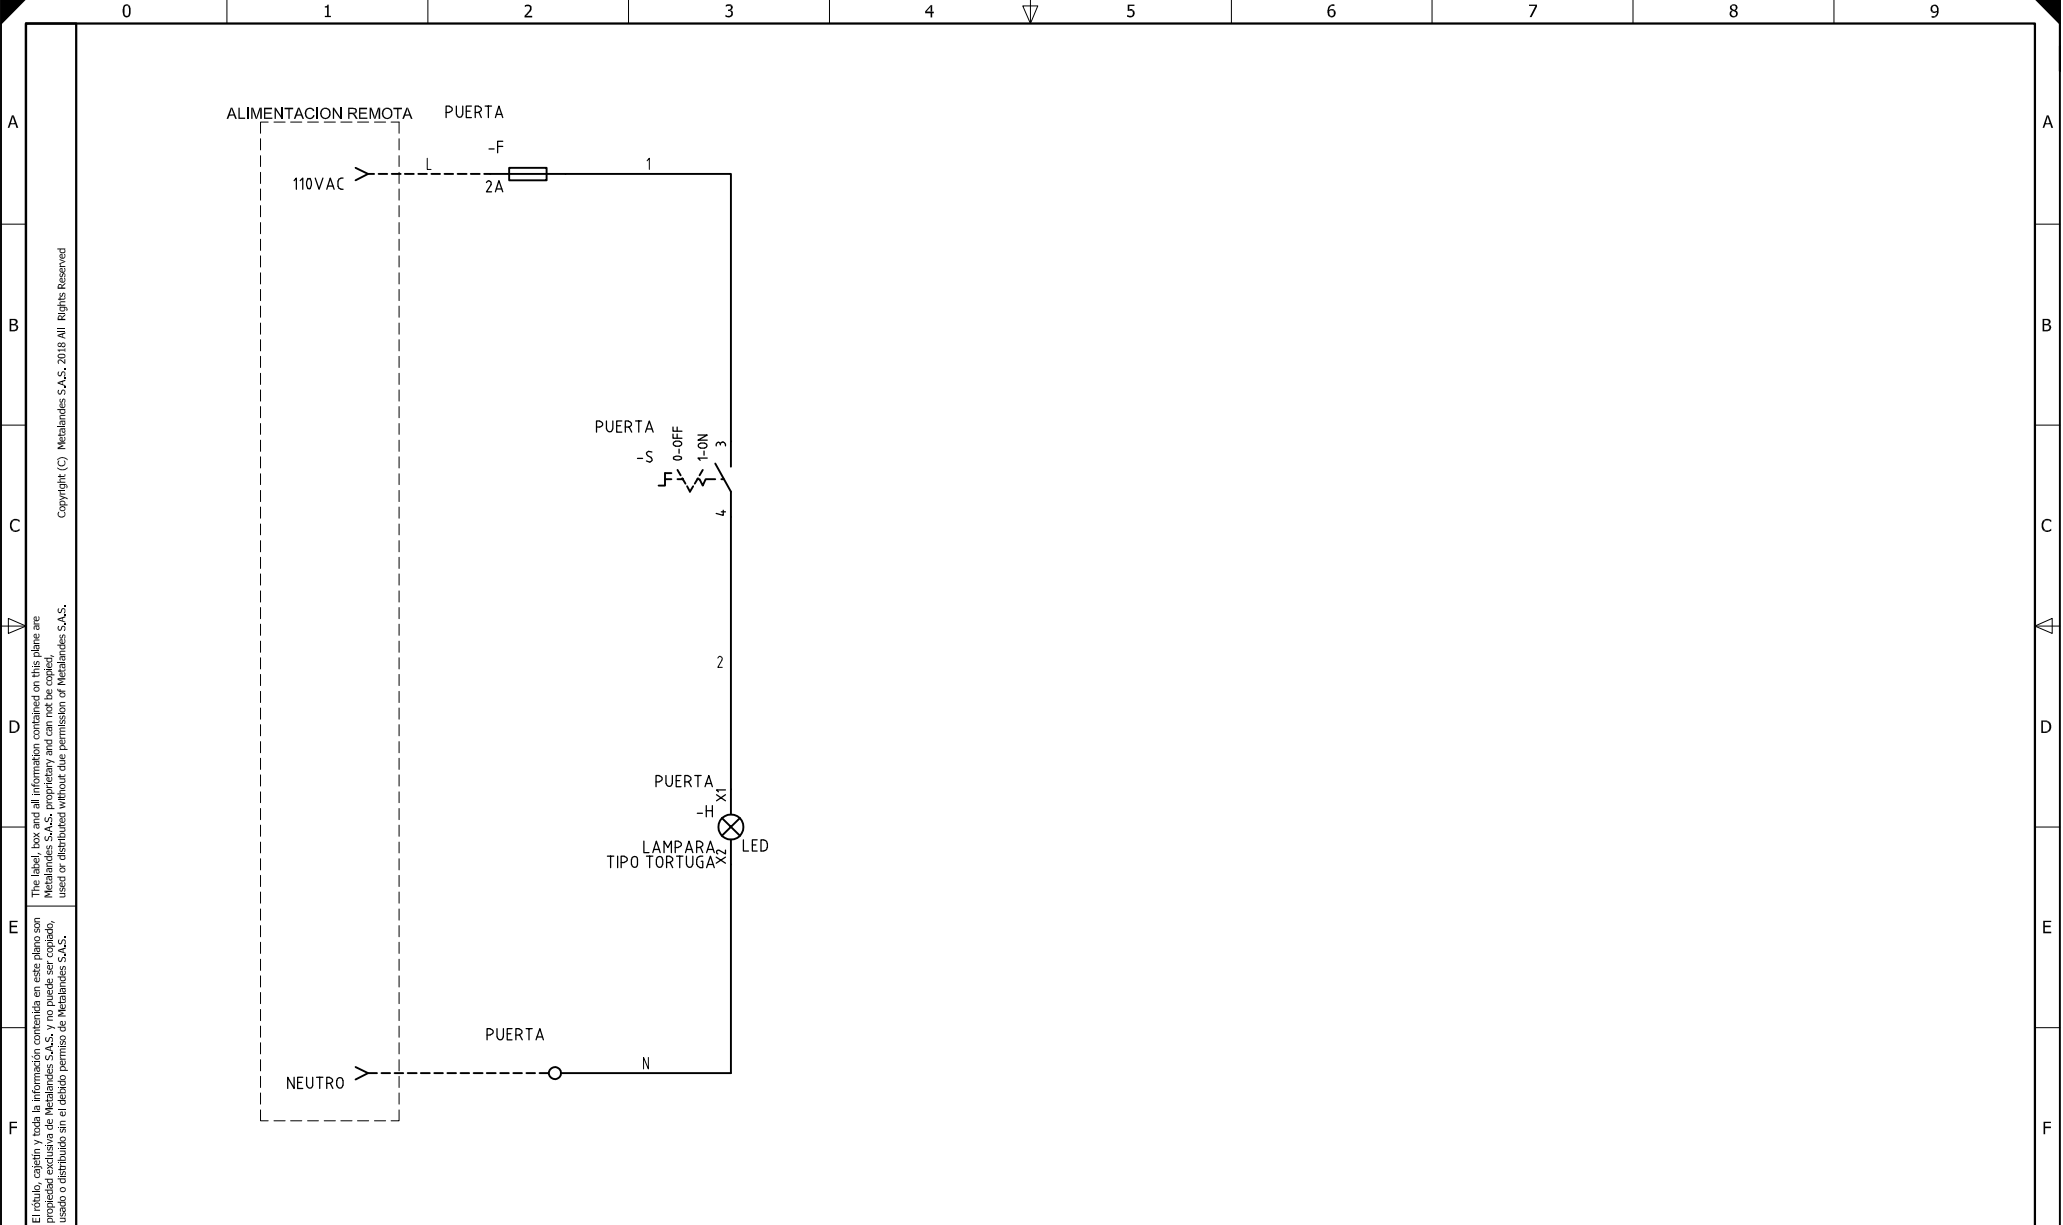 0 1 2 3 4 5 6 7 8 9
A A
B B
C C
D D
E E
F F
Copyright (C) Metalandes S.A.S. 2018 All Rights Reserved
The label, box and all information contained on this plane are
Metalandes S.A.S. proprietary and can not be copied,
used or distributed without due permission of Metalandes S.A.S.
El rótulo, cajetín y toda la información contenida en este plano son
propiedad exclusiva de Metalandes S.A.S. y no puede ser copiado,
usado o distribuido sin el debido permiso de Metalandes S.A.S.
ALIMENTACION REMOTA
PUERTA
-F
L
1
110VAC
2A
PUERTA
-S
0-OFF
1-ON
3
4
2
PUERTA
X1
-H
LAMPARA
TIPO TORTUGA
X2
LED
PUERTA
N
NEUTRO